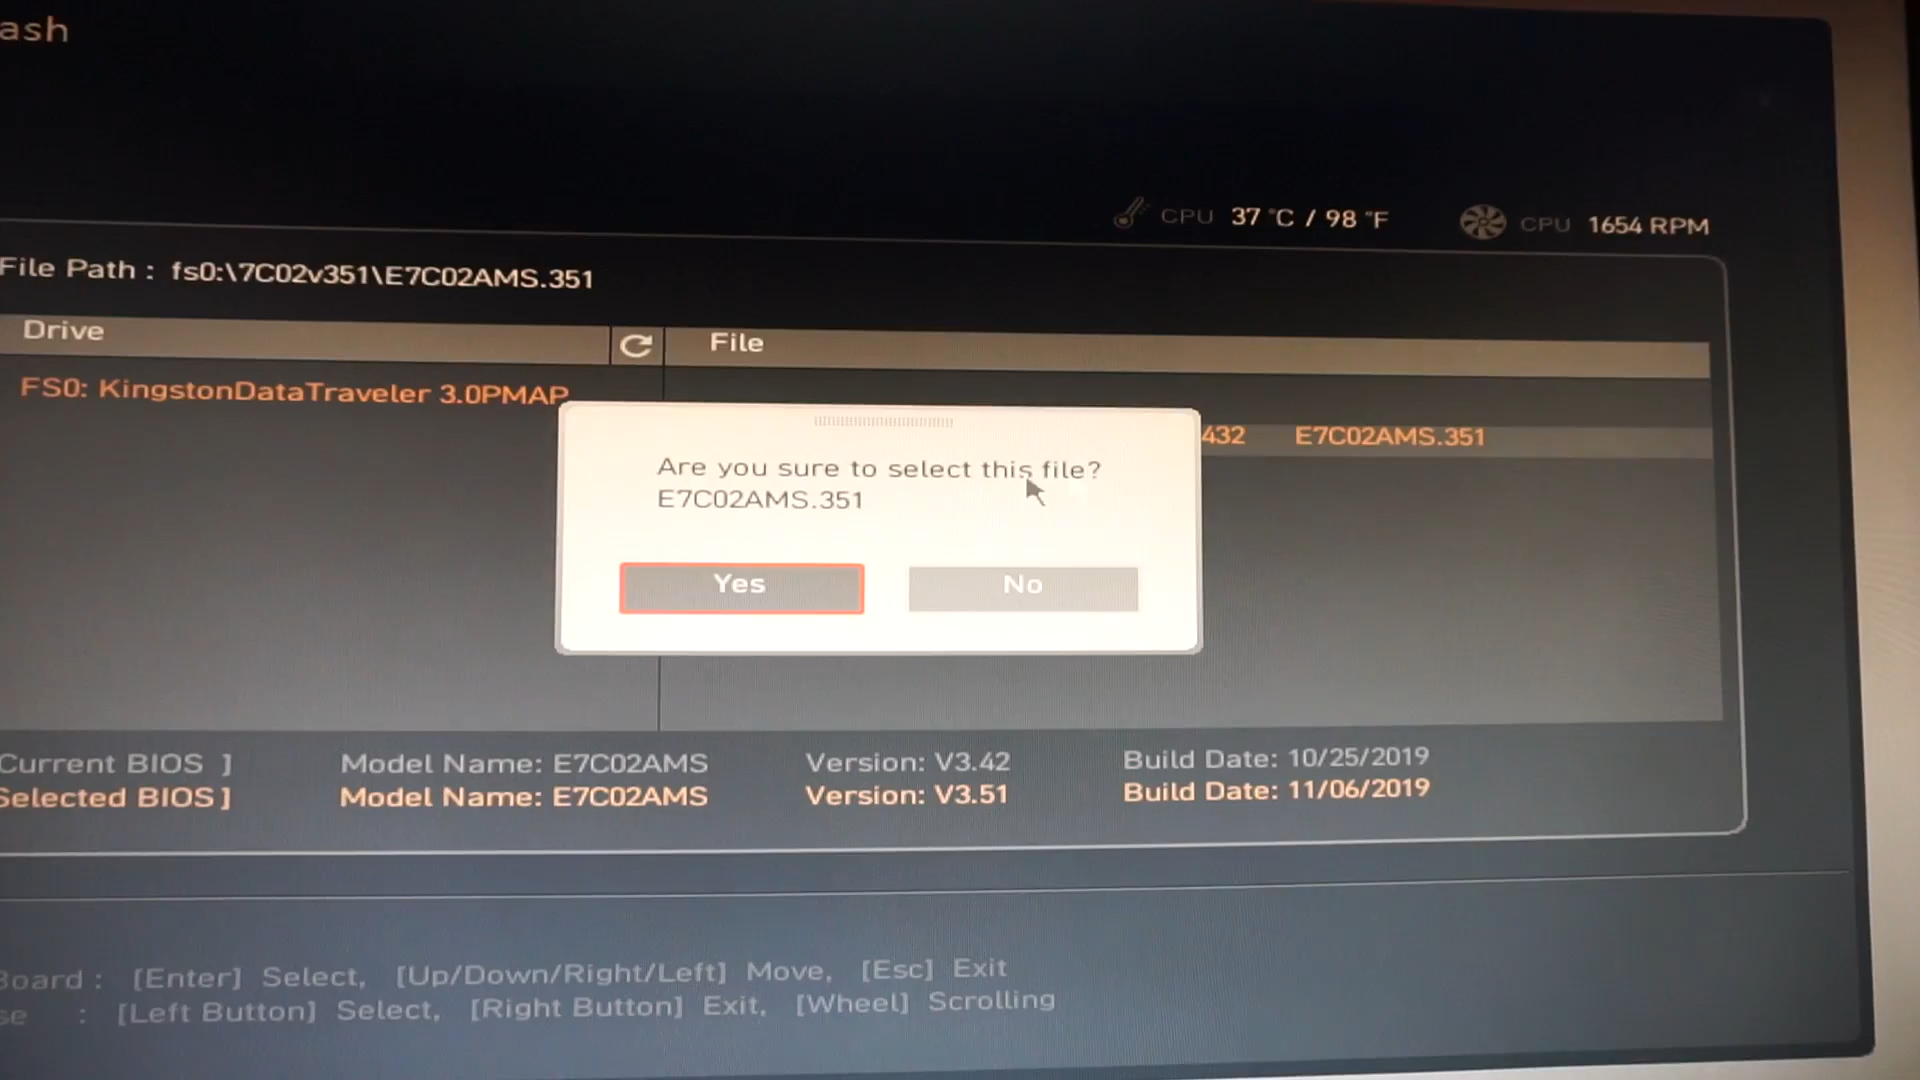 ash
CPU 37 °C / 98 °F CPU 1654 RPM
File Path : fs0:\7C02v351\E7C02AMS.351
Drive File
FS0: KingstonDataTraveler 3.0PMAP
432 E7C02AMS.351
Are you sure to select this file?
E7C02AMS.351
Yes No
Current BIOS ] Model Name: E7C02AMS Version: V3.42 Build Date: 10/25/2019
Selected BIOS ] Model Name: E7C02AMS Version: V3.51 Build Date: 11/06/2019
Board : [Enter] Select, [Up/Down/Right/Left] Move, [Esc] Exit
se : [Left Button] Select, [Right Button] Exit, [Wheel] Scrolling